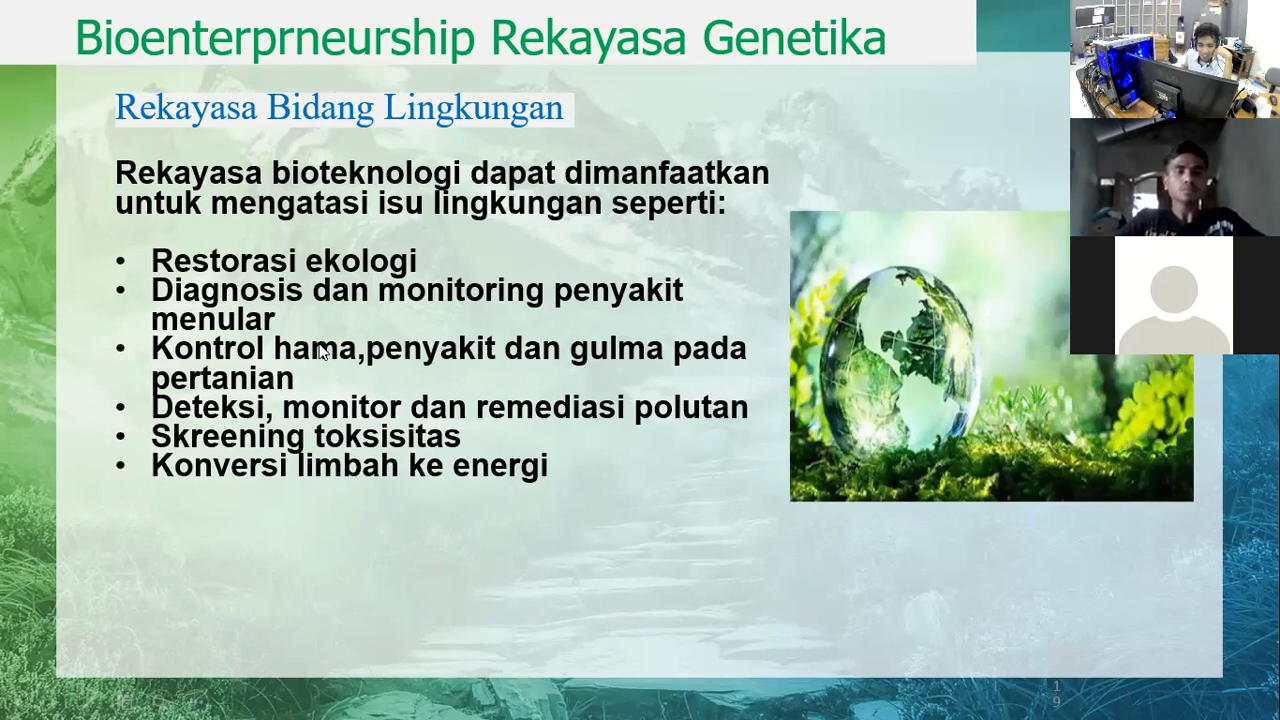 Bioenterprneurship Rekayasa Genetika
Rekayasa Bidang Lingkungan
Rekayasa bioteknologi dapat dimanfaatkan
untuk mengatasi isu lingkungan seperti:
• Restorasi ekologi
• Diagnosis dan monitoring penyakit
menular
• Kontrol hama,penyakit dan gulma pada
pertanian
• Deteksi, monitor dan remediasi polutan
• Skreening toksisitas
• Konversi limbah ke energi
19